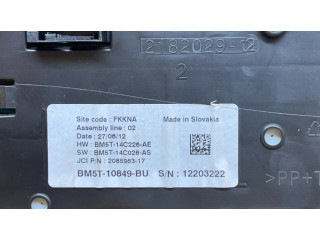 2182029-12
2
Site code : FKKNA
Made in Slovakia
Assembly line : 02
Date : 27/06/12
HW : BM5T-14C226-AE
SW : BM5T-14C026-AS
JCI P/N : 2085963-17
BM5T-10849-BU
S/N : 12203222
>PP+T